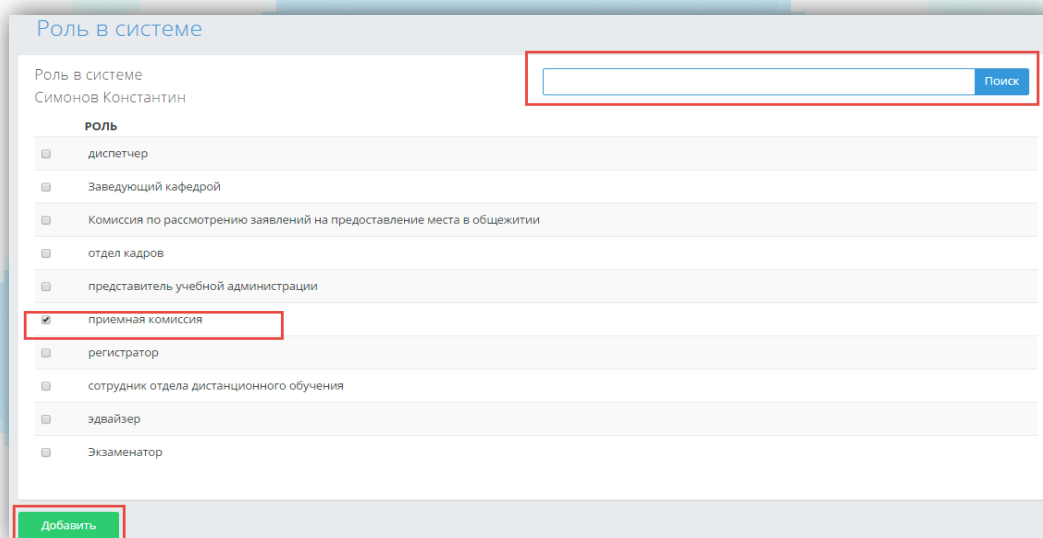 Роль в системе
Роль в системе
Симонов Константин
Поиск
РОЛЬ
диспетчер
Заведующий кафедрой
Комиссия по рассмотрению заявлений на предоставление места в общежитии
отдел кадров
представитель учебной администрации
приемная комиссия
регистратор
сотрудник отдела дистанционного обучения
эдвайзер
Экзаменатор
Добавить